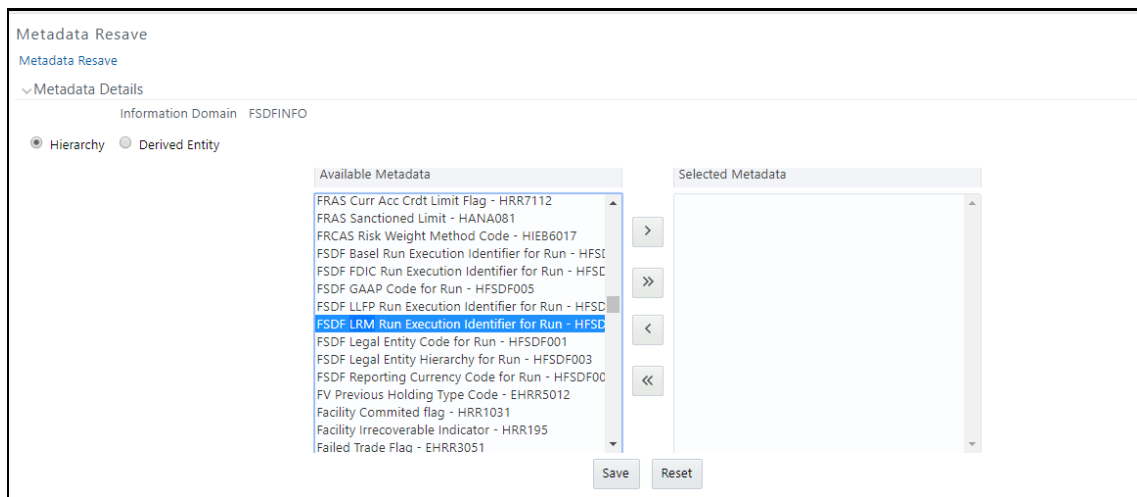 Metadata Resave
Metadata Resave
Metadata Details
Information Domain FSDFINFO
Hierarchy Derived Entity
Available Metadata
FRAS Curr Acc Crdt Limit Flag - HRR7112
FRAS Sanctioned Limit - HANA081
FRCAS Risk Weight Method Code - HIEB6017
FSDF Basel Run Execution Identifier for Run - HFSD
FSDF FDIC Run Execution Identifier for Run - HFSD
FSDF GAAP Code for Run - HFSDF005
FSDF LLFP Run Execution Identifier for Run - HFSD
FSDF LRM Run Execution Identifier for Run - HFSD
FSDF Legal Entity Code for Run - HFSDF001
FSDF Legal Entity Hierarchy for Run - HFSDF003
FSDF Reporting Currency Code for Run - HFSDF00
FV Previous Holding Type Code - EHRR5012
Facility Commited flag - HRR1031
Facility Irrecoverable Indicator - HRR195
Failed Trade Flag - EHRR3051
Selected Metadata
Save Reset